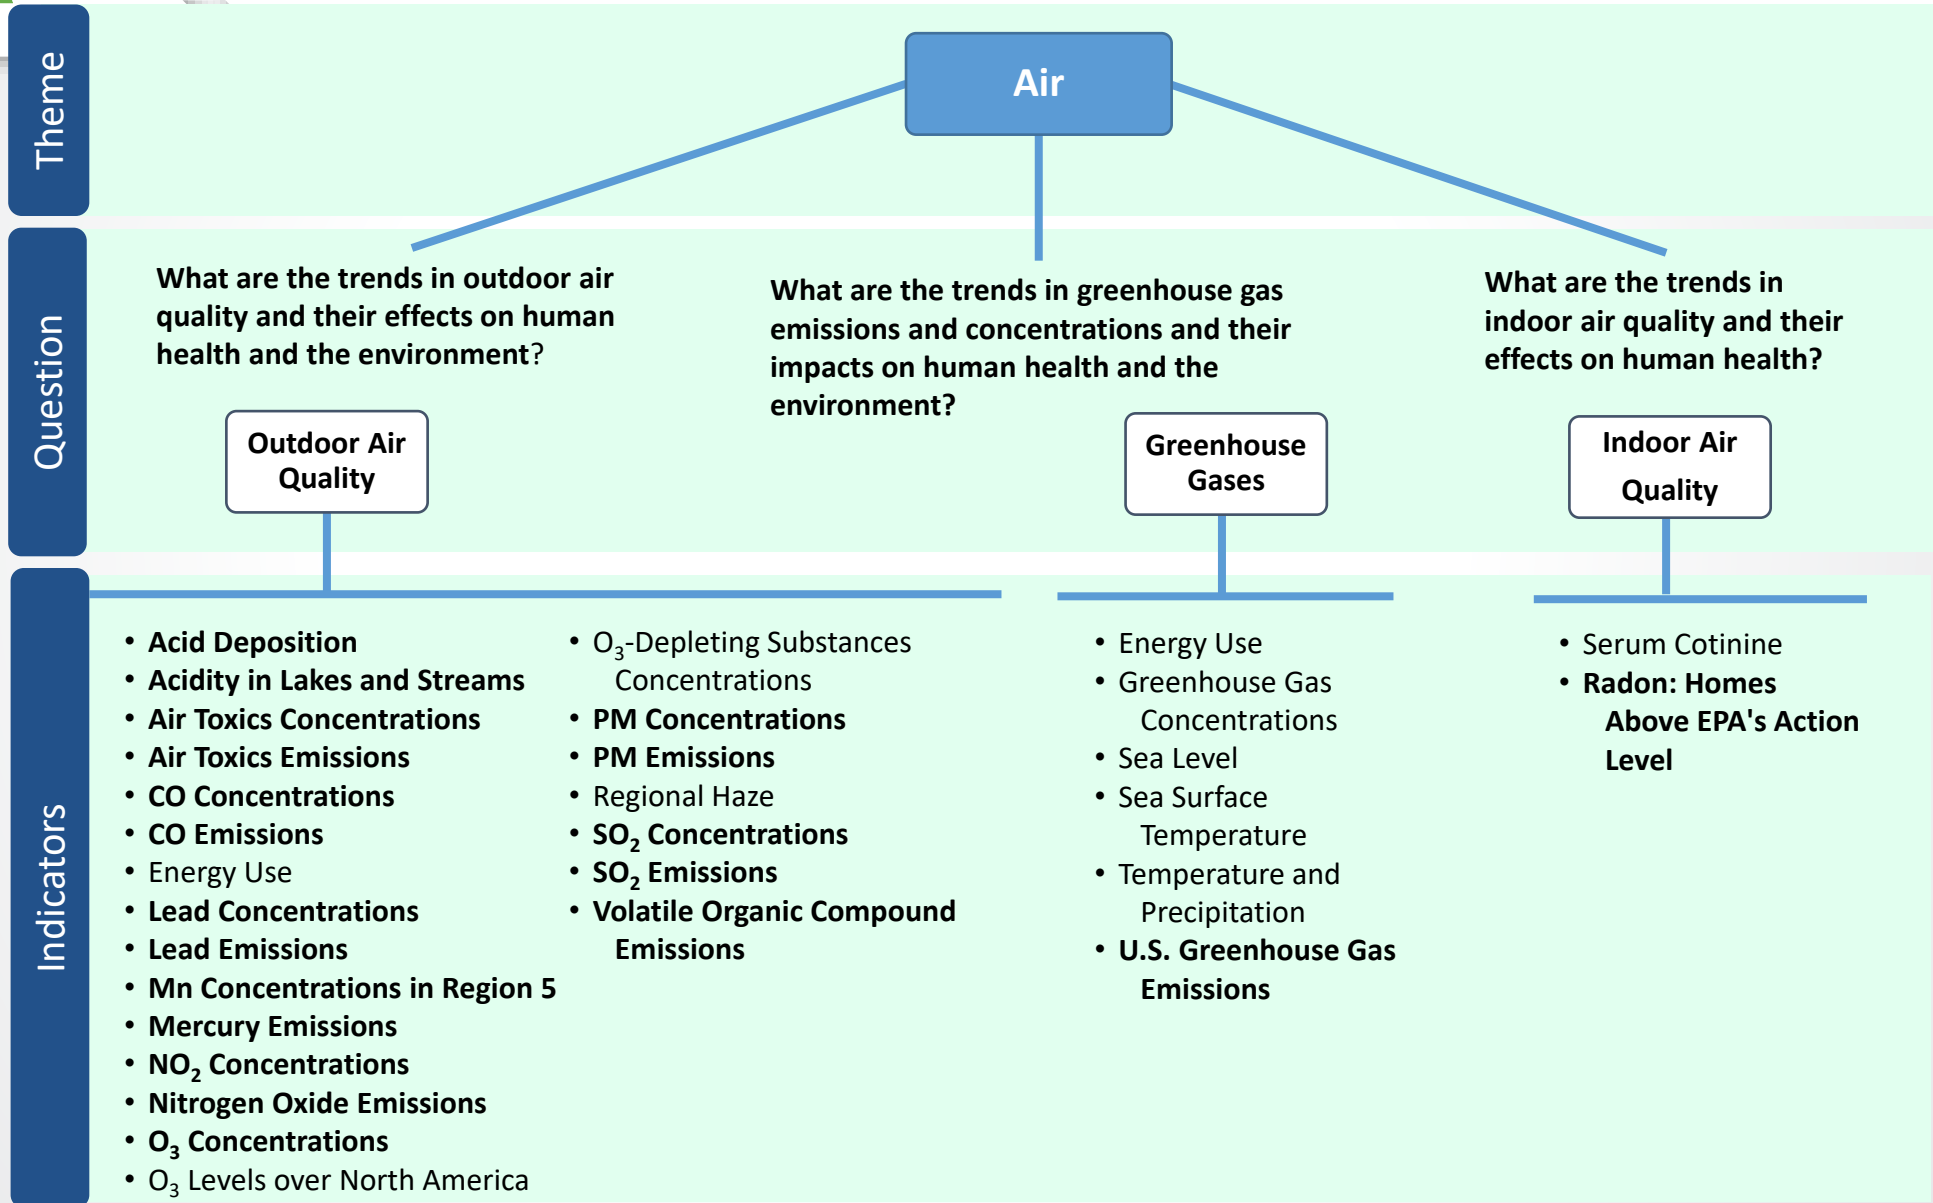 Theme
Air
Question
What are the trends in outdoor air
quality and their effects on human
health and the environment?
What are the trends in greenhouse gas
emissions and concentrations and their
impacts on human health and the
environment?
What are the trends in
indoor air quality and their
effects on human health?
Outdoor Air
Quality
Greenhouse
Gases
Indoor Air
Quality
Indicators
• Acid Deposition
• Acidity in Lakes and Streams
• Air Toxics Concentrations
• Air Toxics Emissions
• CO Concentrations
• CO Emissions
• Energy Use
• Lead Concentrations
• Lead Emissions
• Mn Concentrations in Region 5
• Mercury Emissions
• NO₂ Concentrations
• Nitrogen Oxide Emissions
• O₃ Concentrations
• O₃ Levels over North America
• O₃-Depleting Substances
Concentrations
• PM Concentrations
• PM Emissions
• Regional Haze
• SO₂ Concentrations
• SO₂ Emissions
• Volatile Organic Compound
Emissions
• Energy Use
• Greenhouse Gas
Concentrations
• Sea Level
• Sea Surface
Temperature
• Temperature and
Precipitation
• U.S. Greenhouse Gas
Emissions
• Serum Cotinine
• Radon: Homes
Above EPA's Action
Level